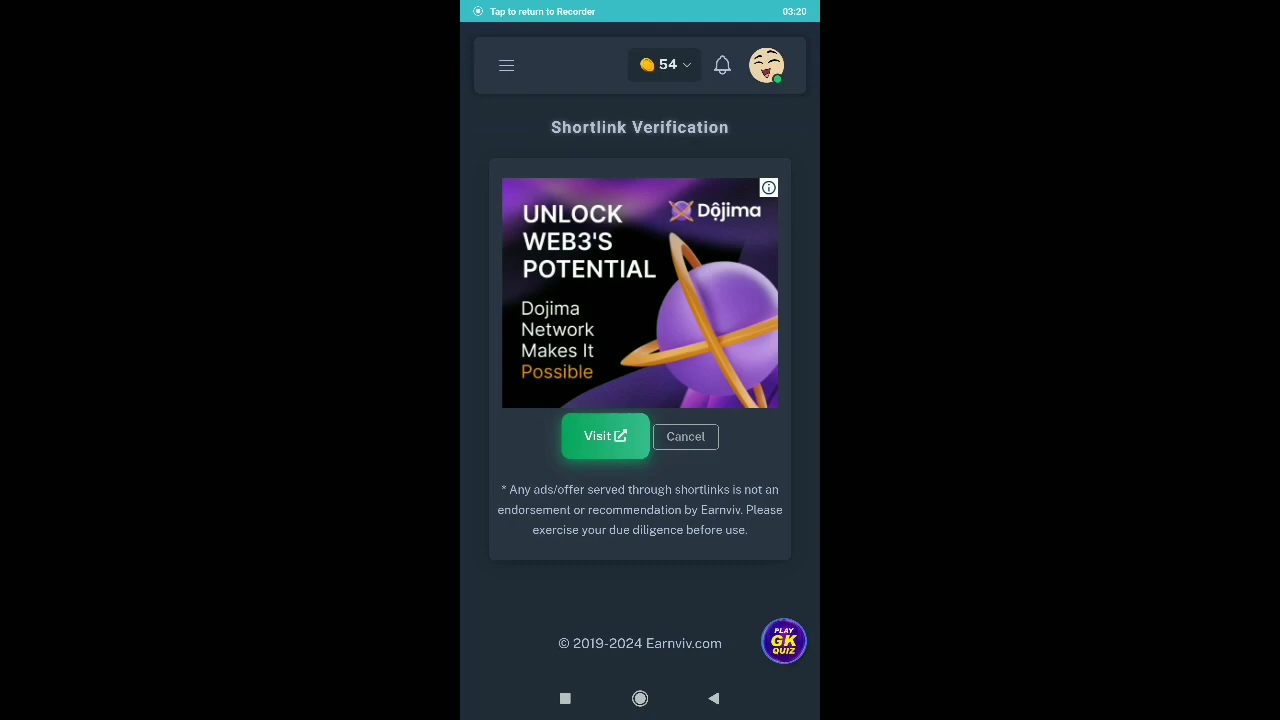 Tap to return to Recorder 03:20
54
Shortlink Verification
UNLOCK
WEB3'S
POTENTIAL
Dôjima
Dojima
Network
Makes It
Possible
Visit
Cancel
* Any ads/offer served through shortlinks is not an
endorsement or recommendation by Earnviv. Please
exercise your due diligence before use.
© 2019-2024 Earnviv.com
PLAY
GK
QUIZ